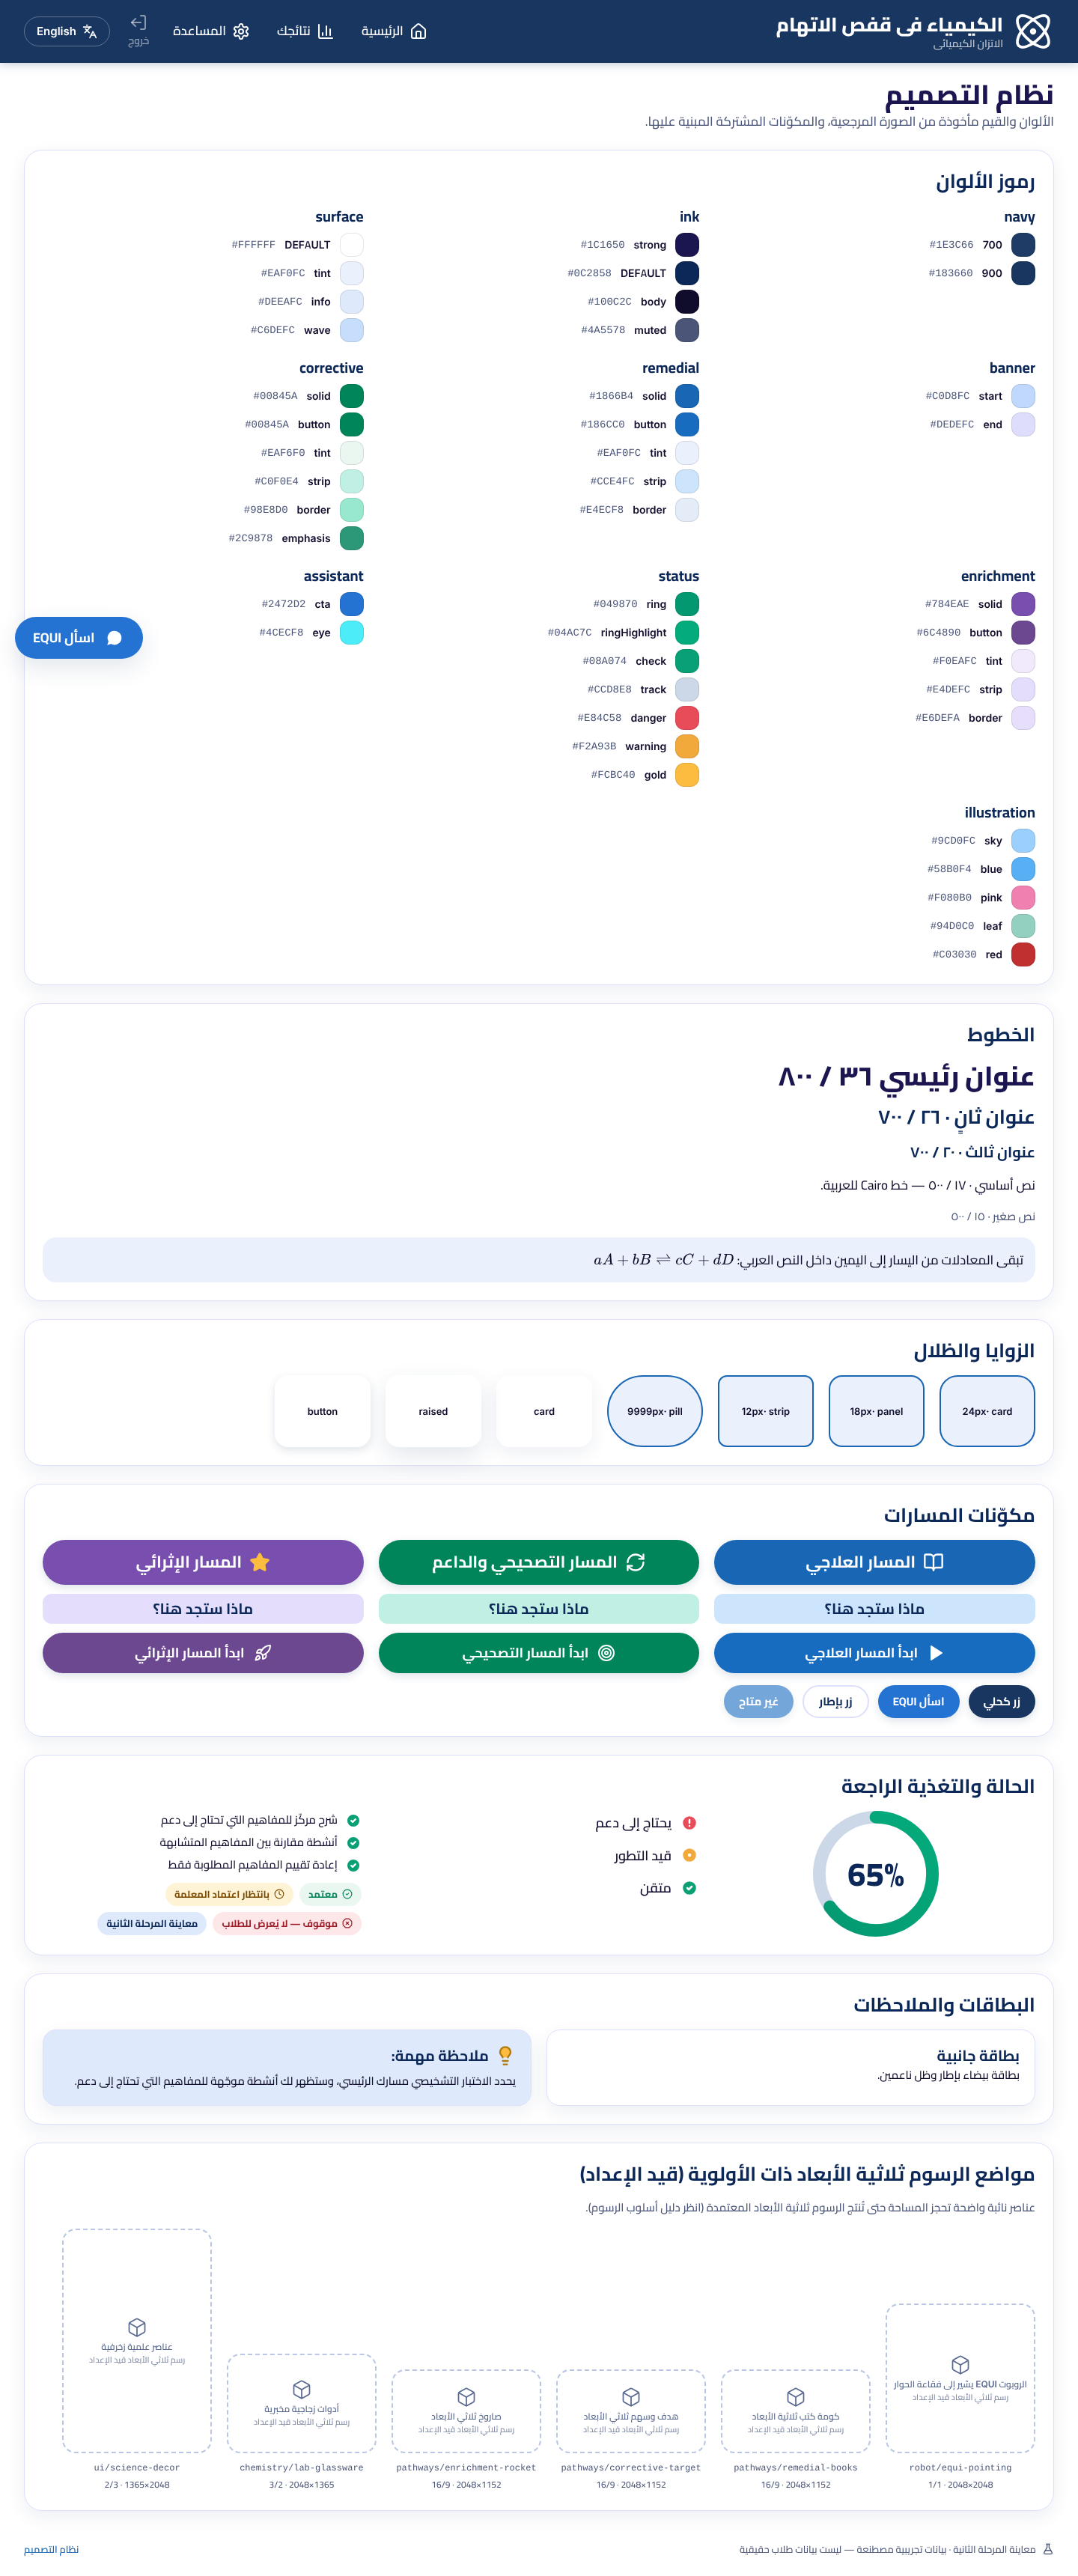 الكيمياء في قفص الاتهام
الاتزان الكيميائي
الرئيسية
نتائجك
المساعدة
خروج
English
نظام التصميم
الألوان والقيم مأخوذة من الصورة المرجعية، والمكوّنات المشتركة المبنية عليها.
رموز الألوان
navy
700 #1E3C66
900 #183660
ink
strong #1C1650
DEFAULT #0C2858
body #100C2C
muted #4A5578
surface
DEFAULT #FFFFFF
tint #EAF0FC
info #DEEAFC
wave #C6DEFC
banner
start #C0D8FC
end #DEDEFC
remedial
solid #1866B4
button #186CC0
tint #EAF0FC
strip #CCE4FC
border #E4ECF8
corrective
solid #00845A
button #00845A
tint #EAF6F0
strip #C0F0E4
border #98E8D0
emphasis #2C9878
enrichment
solid #784EAE
button #6C4890
tint #F0EAFC
strip #E4DEFC
border #E6DEFA
status
ring #049870
ringHighlight #04AC7C
check #08A074
track #CCD8E8
danger #E84C58
warning #F2A93B
gold #FCBC40
assistant
cta #2472D2
eye #4CECF8
اسأل EQUI
illustration
sky #9CD0FC
blue #58B0F4
pink #F080B0
leaf #94D0C0
red #C03030
الخطوط
عنوان رئيسي ٣٦ / ٨٠٠
عنوان ثانٍ · ٢٦ / ٧٠٠
عنوان ثالث · ٢٠ / ٧٠٠
نص أساسي · ١٧ / ٥٠٠ — خط Cairo للعربية.
نص صغير · ١٥ / ٥٠٠
تبقى المعادلات من اليسار إلى اليمين داخل النص العربي: aA + bB ⇌ cC + dD
الزوايا والظلال
24px· card
18px· panel
12px· strip
9999px· pill
card
raised
button
مكوّنات المسارات
المسار العلاجي
المسار التصحيحي والداعم
المسار الإثرائي
ماذا ستجد هنا؟
ماذا ستجد هنا؟
ماذا ستجد هنا؟
ابدأ المسار العلاجي
ابدأ المسار التصحيحي
ابدأ المسار الإثرائي
زر كحلي
اسأل EQUI
زر بإطار
غير متاح
الحالة والتغذية الراجعة
65%
يحتاج إلى دعم
قيد التطور
متقن
شرح مركّز للمفاهيم التي تحتاج إلى دعم
أنشطة مقارنة بين المفاهيم المتشابهة
إعادة تقييم المفاهيم المطلوبة فقط
معتمد
بانتظار اعتماد المعلمة
موقوف — لا يُعرض للطلاب
معاينة المرحلة الثانية
البطاقات والملاحظات
بطاقة جانبية
بطاقة بيضاء بإطار وظل ناعمين.
ملاحظة مهمة:
يحدد الاختبار التشخيصي مسارك الرئيسي، وستظهر لك أنشطة موجّهة للمفاهيم التي تحتاج إلى دعم.
مواضع الرسوم ثلاثية الأبعاد ذات الأولوية (قيد الإعداد)
عناصر نائبة واضحة تحجز المساحة حتى تُنتج الرسوم ثلاثية الأبعاد المعتمدة (انظر دليل أسلوب الرسوم).
الروبوت EQUI يشير إلى فقاعة الحوار
رسم ثلاثي الأبعاد قيد الإعداد
robot/equi-pointing
1/1 · 2048×2048
كومة كتب ثلاثية الأبعاد
رسم ثلاثي الأبعاد قيد الإعداد
pathways/remedial-books
16/9 · 2048×1152
هدف وسهم ثلاثي الأبعاد
رسم ثلاثي الأبعاد قيد الإعداد
pathways/corrective-target
16/9 · 2048×1152
صاروخ ثلاثي الأبعاد
رسم ثلاثي الأبعاد قيد الإعداد
pathways/enrichment-rocket
16/9 · 2048×1152
أدوات زجاجية مخبرية
رسم ثلاثي الأبعاد قيد الإعداد
chemistry/lab-glassware
3/2 · 2048×1365
عناصر علمية زخرفية
رسم ثلاثي الأبعاد قيد الإعداد
ui/science-decor
2/3 · 1365×2048
معاينة المرحلة الثانية · بيانات تجريبية مصطنعة — ليست بيانات طلاب حقيقية
نظام التصميم